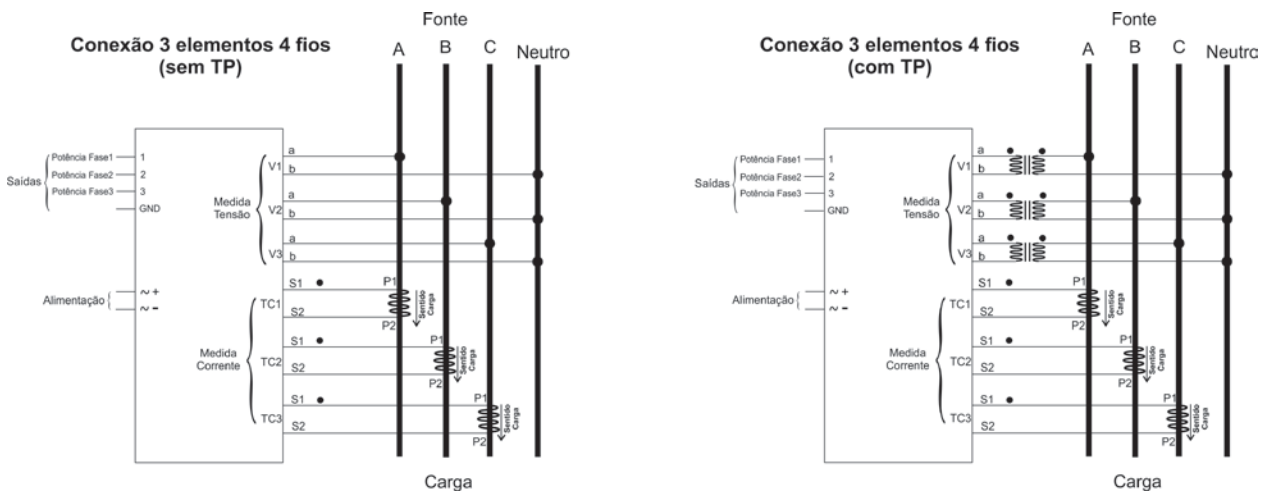 Conexão 3 elementos 4 fios
(sem TP)
Fonte
A B C Neutro
Saídas
Potência Fase1 1
Potência Fase2 2
Potência Fase3 3
GND
Alimentação
~ +
~ -
Medida
Tensão
V1
a
b
V2
a
b
V3
a
b
Medida
Corrente
TC1
S1
S2
P1
P2
Sentido
Carga
TC2
S1
S2
P1
P2
Sentido
Carga
TC3
S1
S2
P1
P2
Sentido
Carga
Carga
Conexão 3 elementos 4 fios
(com TP)
Fonte
A B C Neutro
Saídas
Potência Fase1 1
Potência Fase2 2
Potência Fase3 3
GND
Alimentação
~ +
~ -
Medida
Tensão
V1
a
b
V2
a
b
V3
a
b
Medida
Corrente
TC1
S1
S2
P1
P2
Sentido
Carga
TC2
S1
S2
P1
P2
Sentido
Carga
TC3
S1
S2
P1
P2
Sentido
Carga
Carga